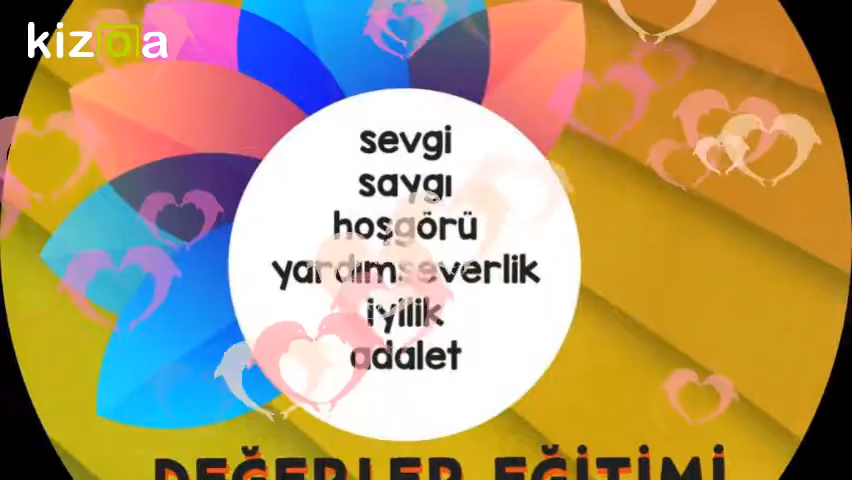 kizoa
sevgi
saygı
hoşgörü
yardımseverlik
iyilik
adalet
DEĞERLER EĞİTİMİ